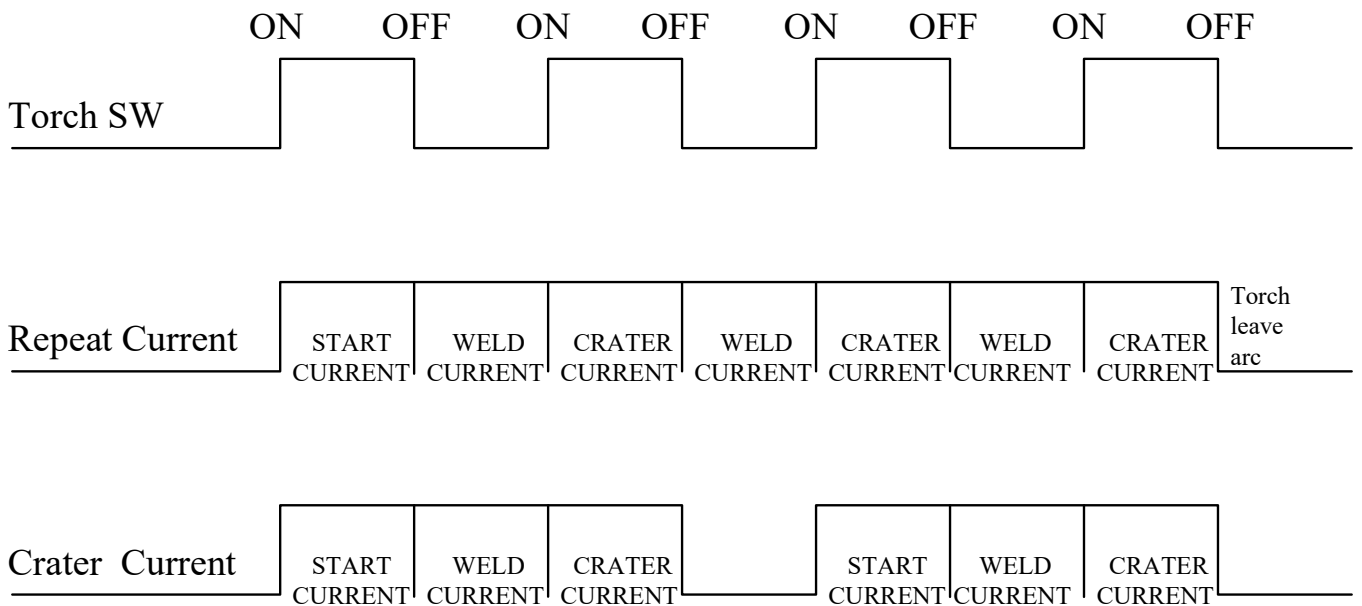 ON OFF ON OFF ON OFF ON OFF
Torch SW
Repeat Current
START CURRENT
WELD CURRENT
CRATER CURRENT
WELD CURRENT
CRATER CURRENT
WELD CURRENT
CRATER CURRENT
Torch
leave
arc
Crater Current
START CURRENT
WELD CURRENT
CRATER CURRENT
START CURRENT
WELD CURRENT
CRATER CURRENT